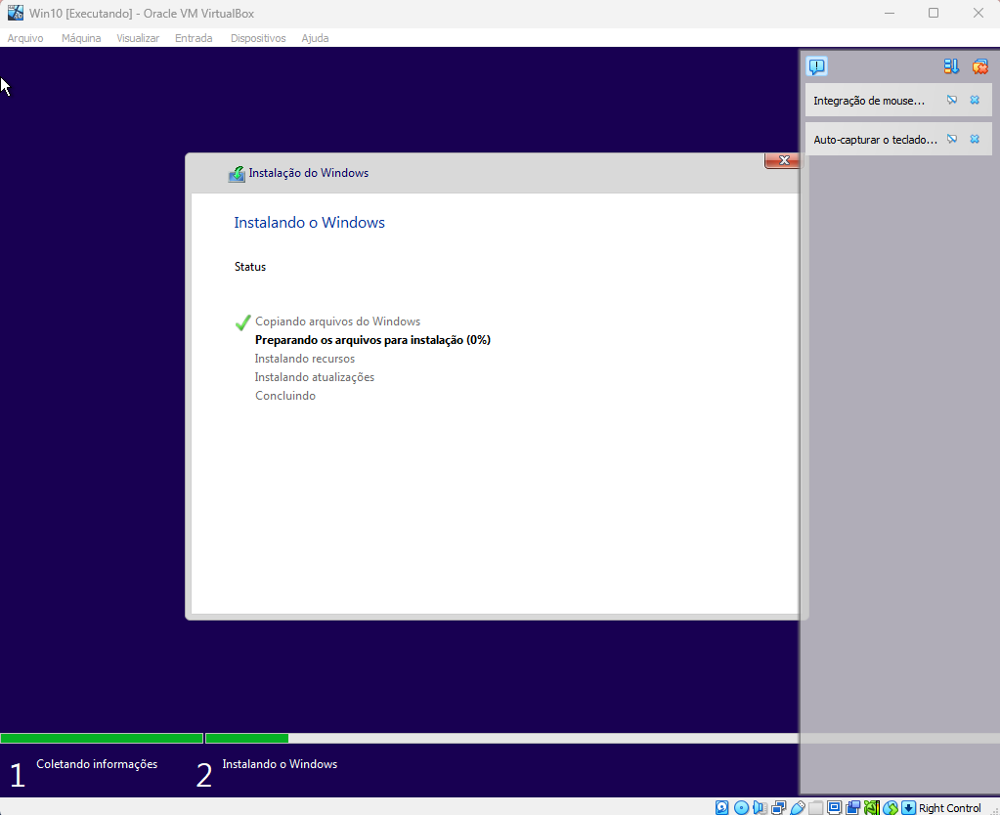 Win10 [Executando] - Oracle VM VirtualBox
Arquivo Máquina Visualizar Entrada Dispositivos Ajuda
Integração de mouse...
Auto-capturar o teclado...
Instalação do Windows
Instalando o Windows
Status
Copiando arquivos do Windows
Preparando os arquivos para instalação (0%)
Instalando recursos
Instalando atualizações
Concluindo
1 Coletando informações
2 Instalando o Windows
Right Control